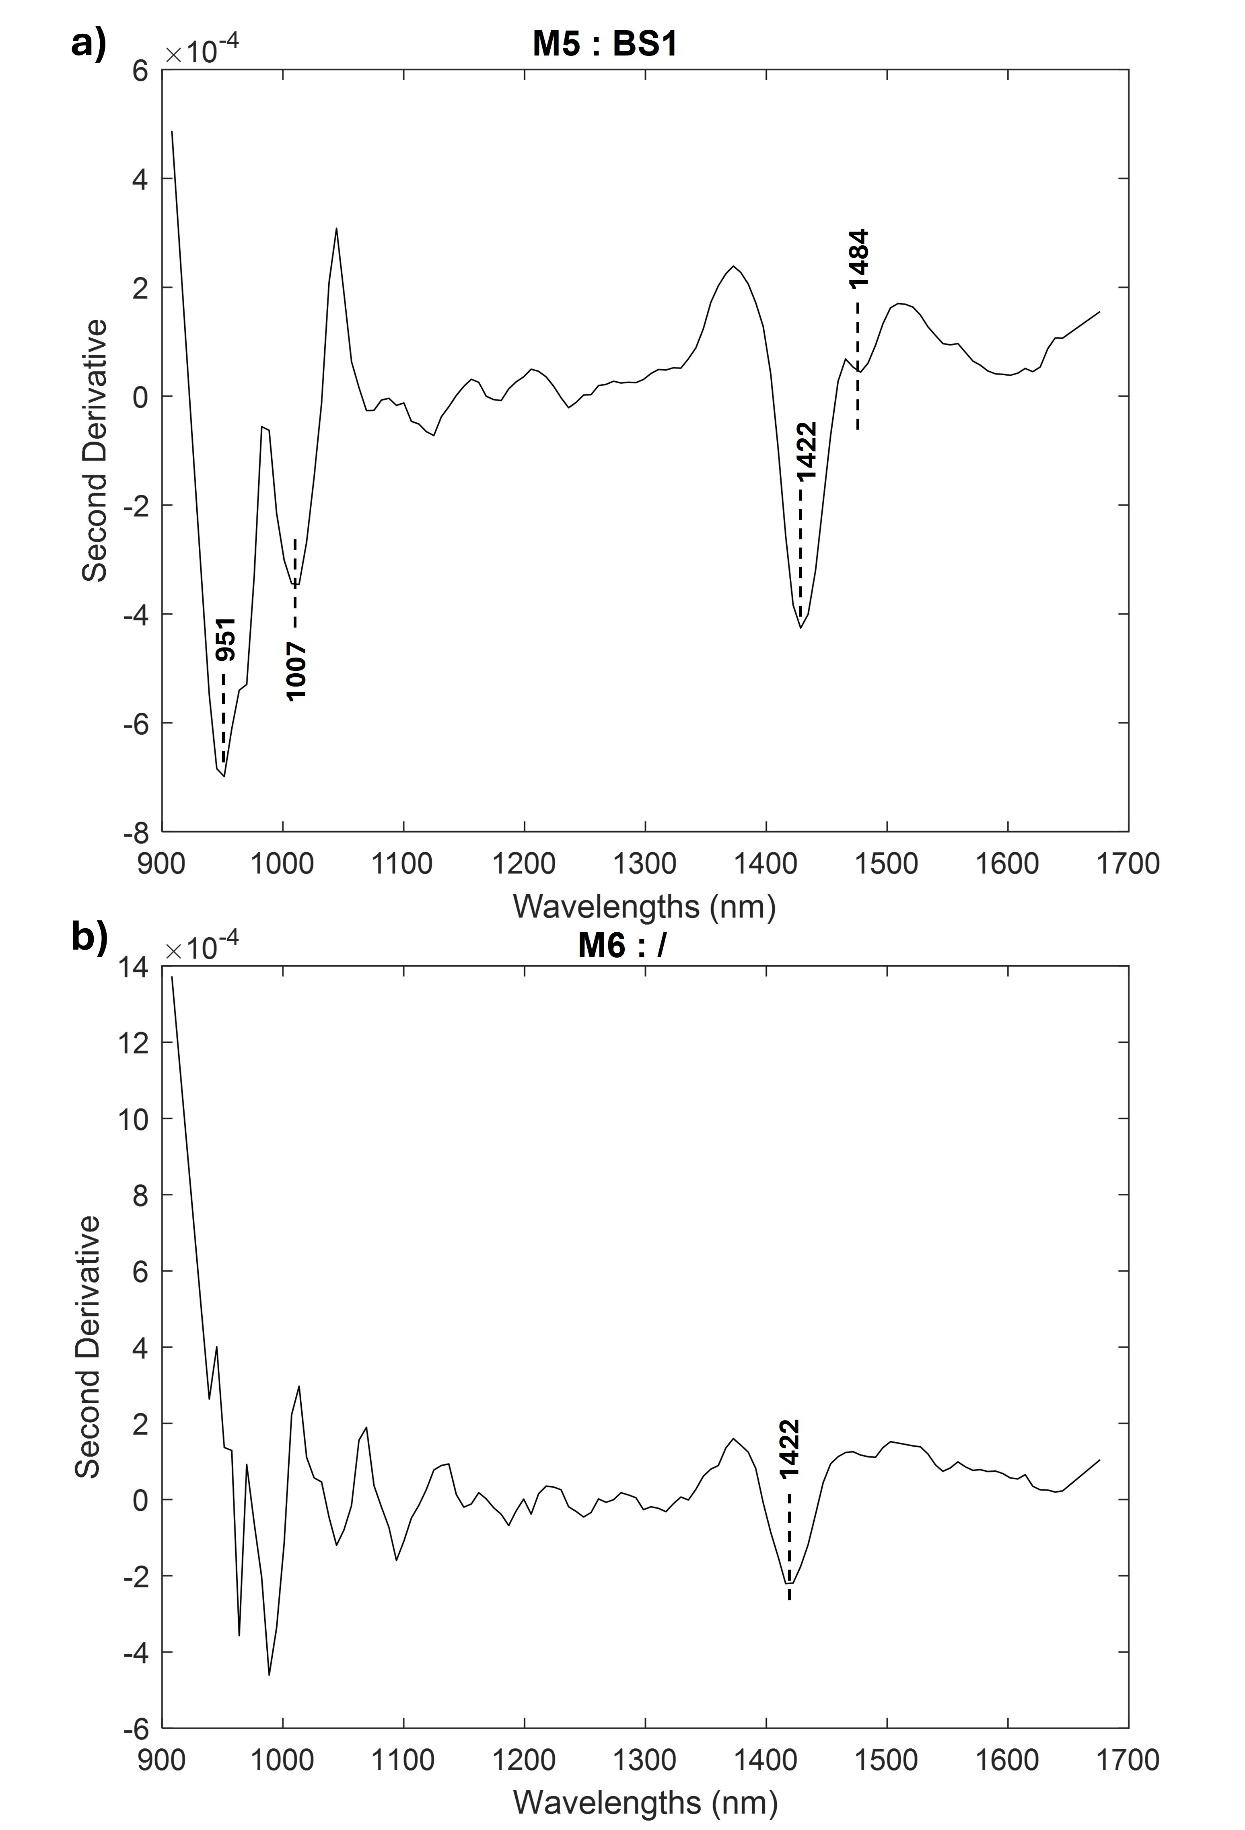 a)
×10-4
M5 : BS1
6
4
2
0
-2
-4
-6
-8
Second Derivative
951
1007
1422
1484
900 1000 1100 1200 1300 1400 1500 1600 1700
Wavelengths (nm)
b)
×10-4
M6 : /
14
12
10
8
6
4
2
0
-2
-4
-6
Second Derivative
1422
900 1000 1100 1200 1300 1400 1500 1600 1700
Wavelengths (nm)